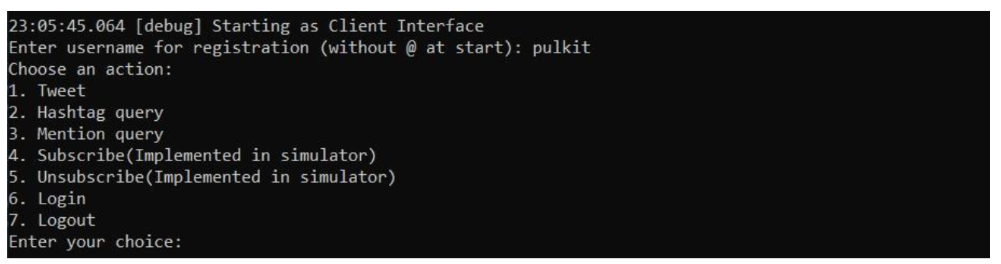 23:05:45.064 [debug] Starting as Client Interface
Enter username for registration (without @ at start): pulkit
Choose an action:
1. Tweet
2. Hashtag query
3. Mention query
4. Subscribe(Implemented in simulator)
5. Unsubscribe(Implemented in simulator)
6. Login
7. Logout
Enter your choice: